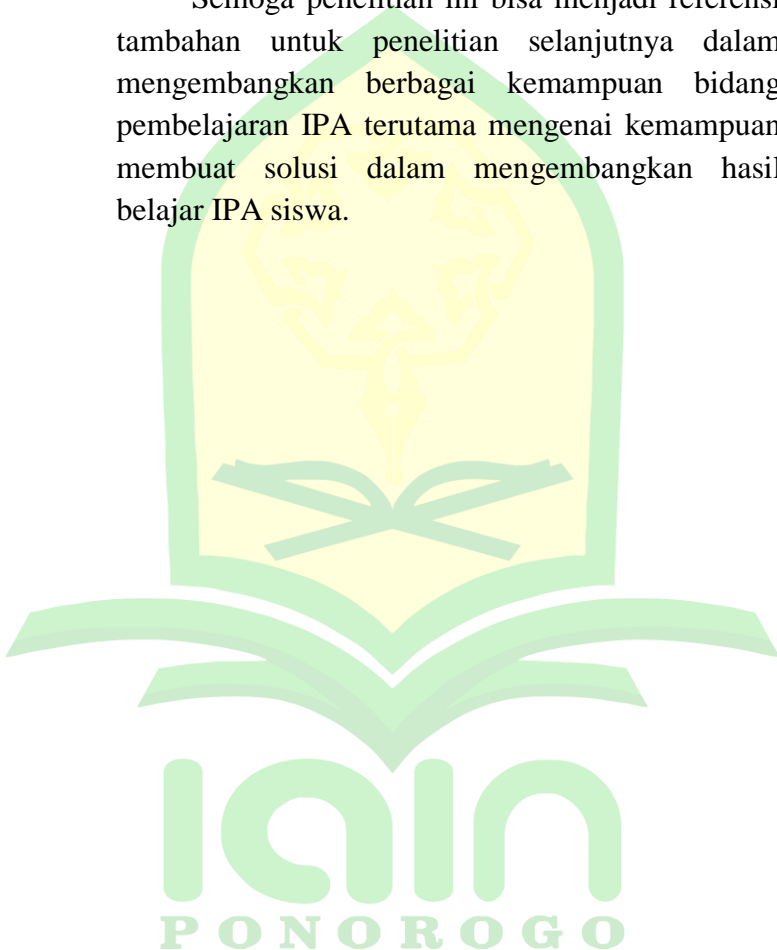 Semoga penelitian ini bisa menjadi referensi
tambahan untuk penelitian selanjutnya dalam
mengembangkan berbagai kemampuan bidang
pembelajaran IPA terutama mengenai kemampuan
membuat solusi dalam mengembangkan hasil
belajar IPA siswa.
iain
PONOROGO